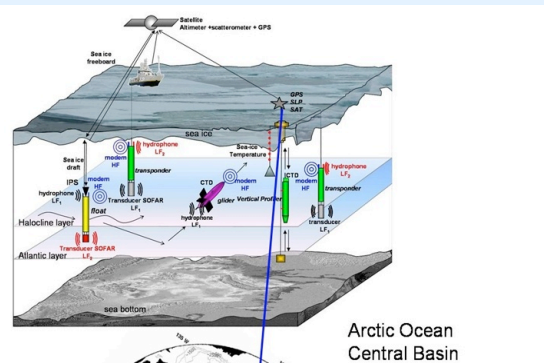 Satellite
Altimeter +scatterometer + GPS
Sea ice
freeboard
GPS
SLP
SAT
sea ice
hydrophone
LF₂
modem
HF
Sea-ice
Temperature
Sea ice
draft
transponder
IPS
modem
HF
CTD
modem
HF
CTD
modem
HF
hydrophone
LF₂
transponder
hydrophone
LF₁
float
Transducer SOFAR
LF₁
glider
Vertical Profiler
hydrophone
LF₁
transducer
LF₁
Halocline layer
Transducer SOFAR
LF₂
Atlantic layer
sea bottom
Arctic Ocean
Central Basin